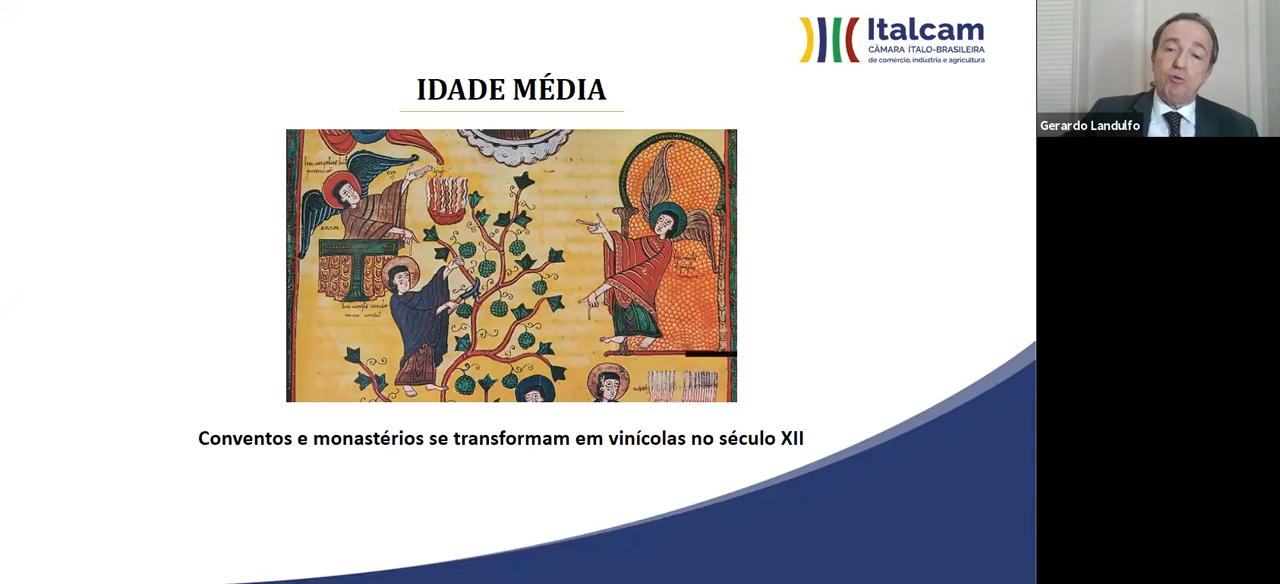 Italcam
CÂMARA ÍTALO-BRASILEIRA
de comércio, indústria e agricultura
IDADE MÉDIA
Conventos e monastérios se transformam em vinícolas no século XII
Gerardo Landulfo